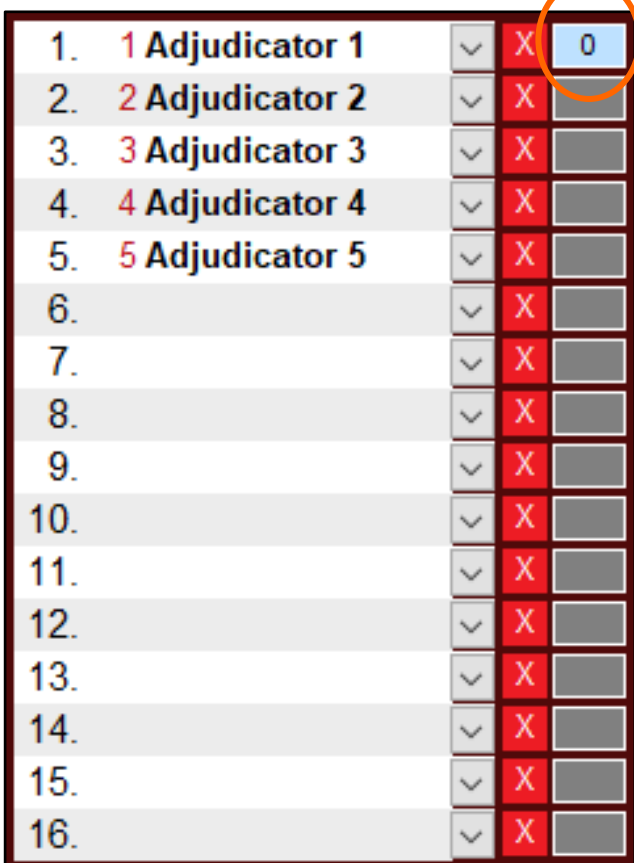 1. 1 Adjudicator 1 X 0
2. 2 Adjudicator 2 X
3. 3 Adjudicator 3 X
4. 4 Adjudicator 4 X
5. 5 Adjudicator 5 X
6. X
7. X
8. X
9. X
10. X
11. X
12. X
13. X
14. X
15. X
16. X